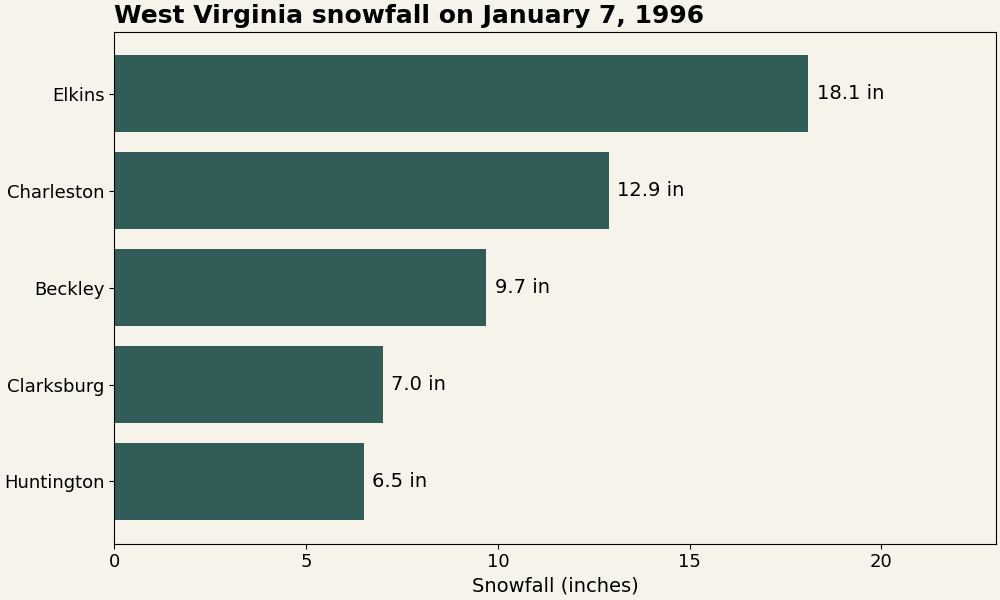 West Virginia snowfall on January 7, 1996
Elkins
18.1 in
Charleston
12.9 in
Beckley
9.7 in
Clarksburg
7.0 in
Huntington
6.5 in
0 5 10 15 20
Snowfall (inches)